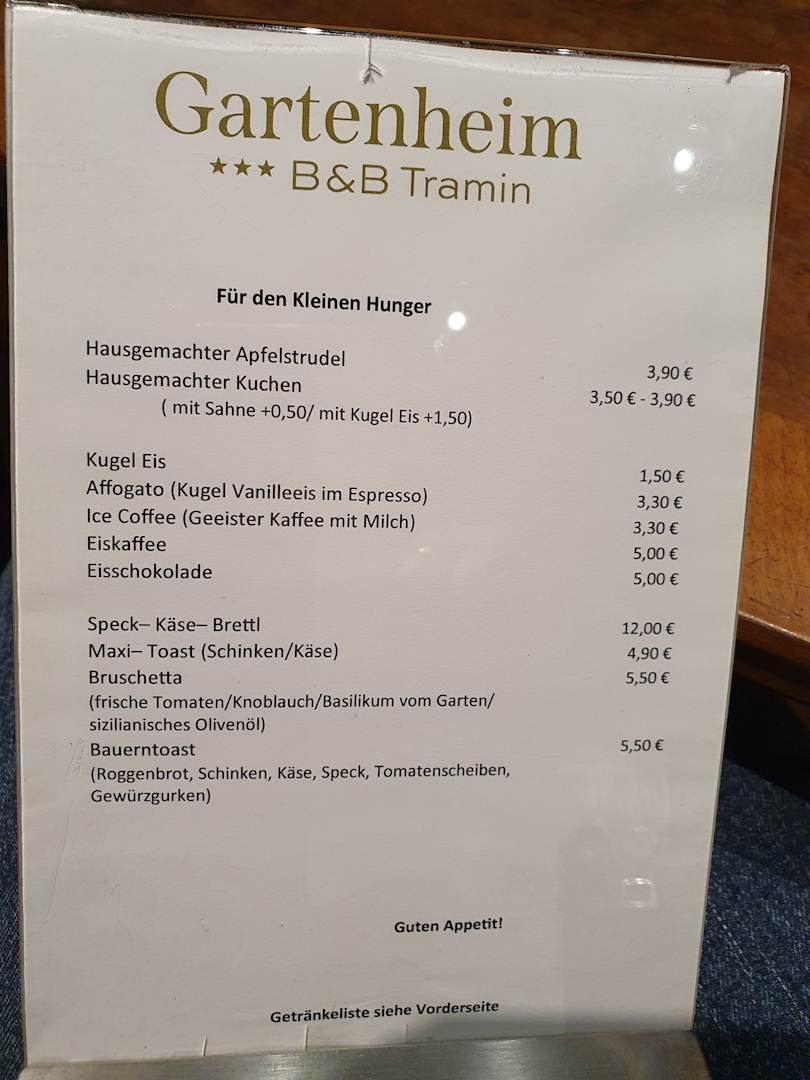 Gartenheim
★★★ B&B Tramin
Für den Kleinen Hunger
Hausgemachter Apfelstrudel 3,90 €
Hausgemachter Kuchen 3,50 € - 3,90 €
( mit Sahne +0,50/ mit Kugel Eis +1,50)
Kugel Eis 1,50 €
Affogato (Kugel Vanilleeis im Espresso) 3,30 €
Ice Coffee (Geeister Kaffee mit Milch) 3,30 €
Eiskaffee 5,00 €
Eisschokolade 5,00 €
Speck– Käse– Brettl 12,00 €
Maxi– Toast (Schinken/Käse) 4,90 €
Bruschetta 5,50 €
(frische Tomaten/Knoblauch/Basilikum vom Garten/
sizilianisches Olivenöl)
Bauerntoast 5,50 €
(Roggenbrot, Schinken, Käse, Speck, Tomatenscheiben,
Gewürzgurken)
Guten Appetit!
Getränkeliste siehe Vorderseite